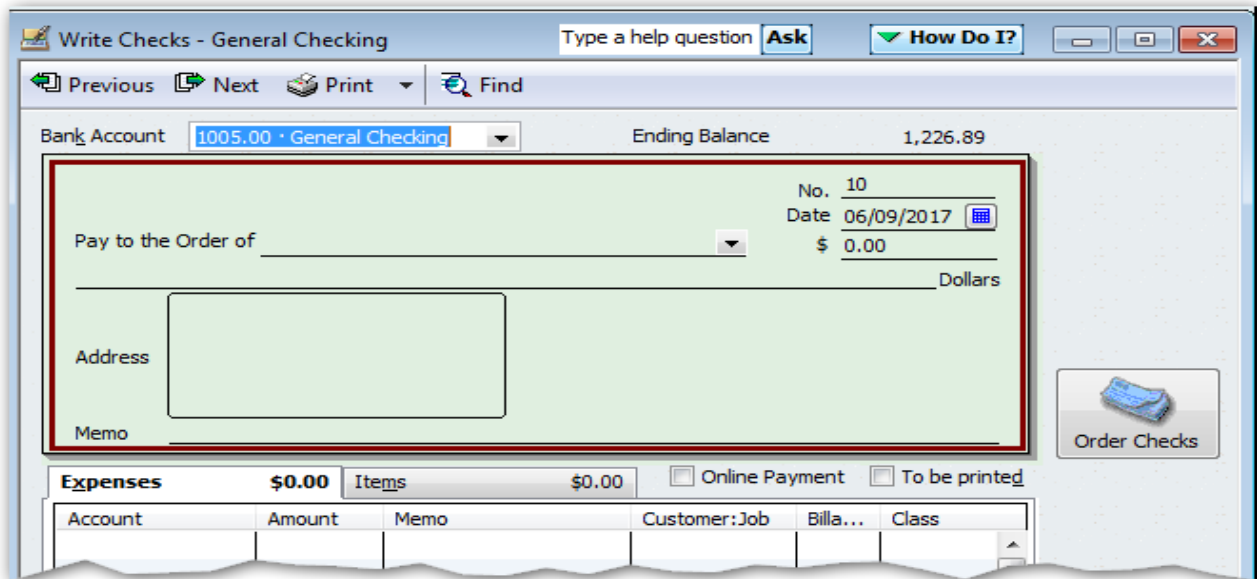 Write Checks - General Checking Type a help question Ask How Do I?
Previous Next Print Find
Bank Account 1005.00 · General Checking Ending Balance 1,226.89
No. 10
Date 06/09/2017
Pay to the Order of $ 0.00
Dollars
Address
Order Checks
Memo
Expenses $0.00 Items $0.00 Online Payment To be printed
Account Amount Memo Customer:Job Billa... Class